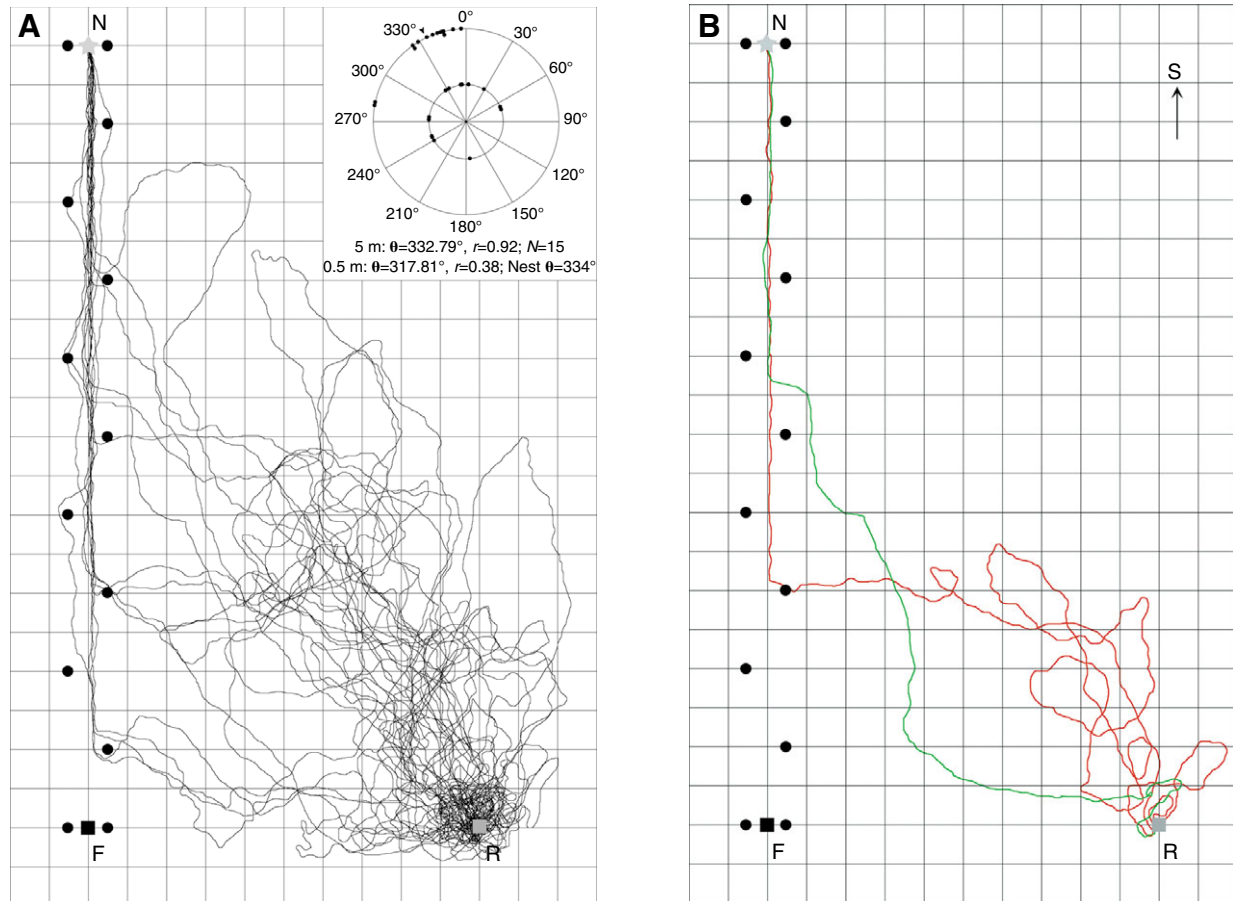 A
N
0°
30°
60°
90°
120°
150°
180°
210°
240°
270°
300°
330°
5 m: θ=332.79°, r=0.92; N=15
0.5 m: θ=317.81°, r=0.38; Nest θ=334°
F
R
B
N
S
F
R